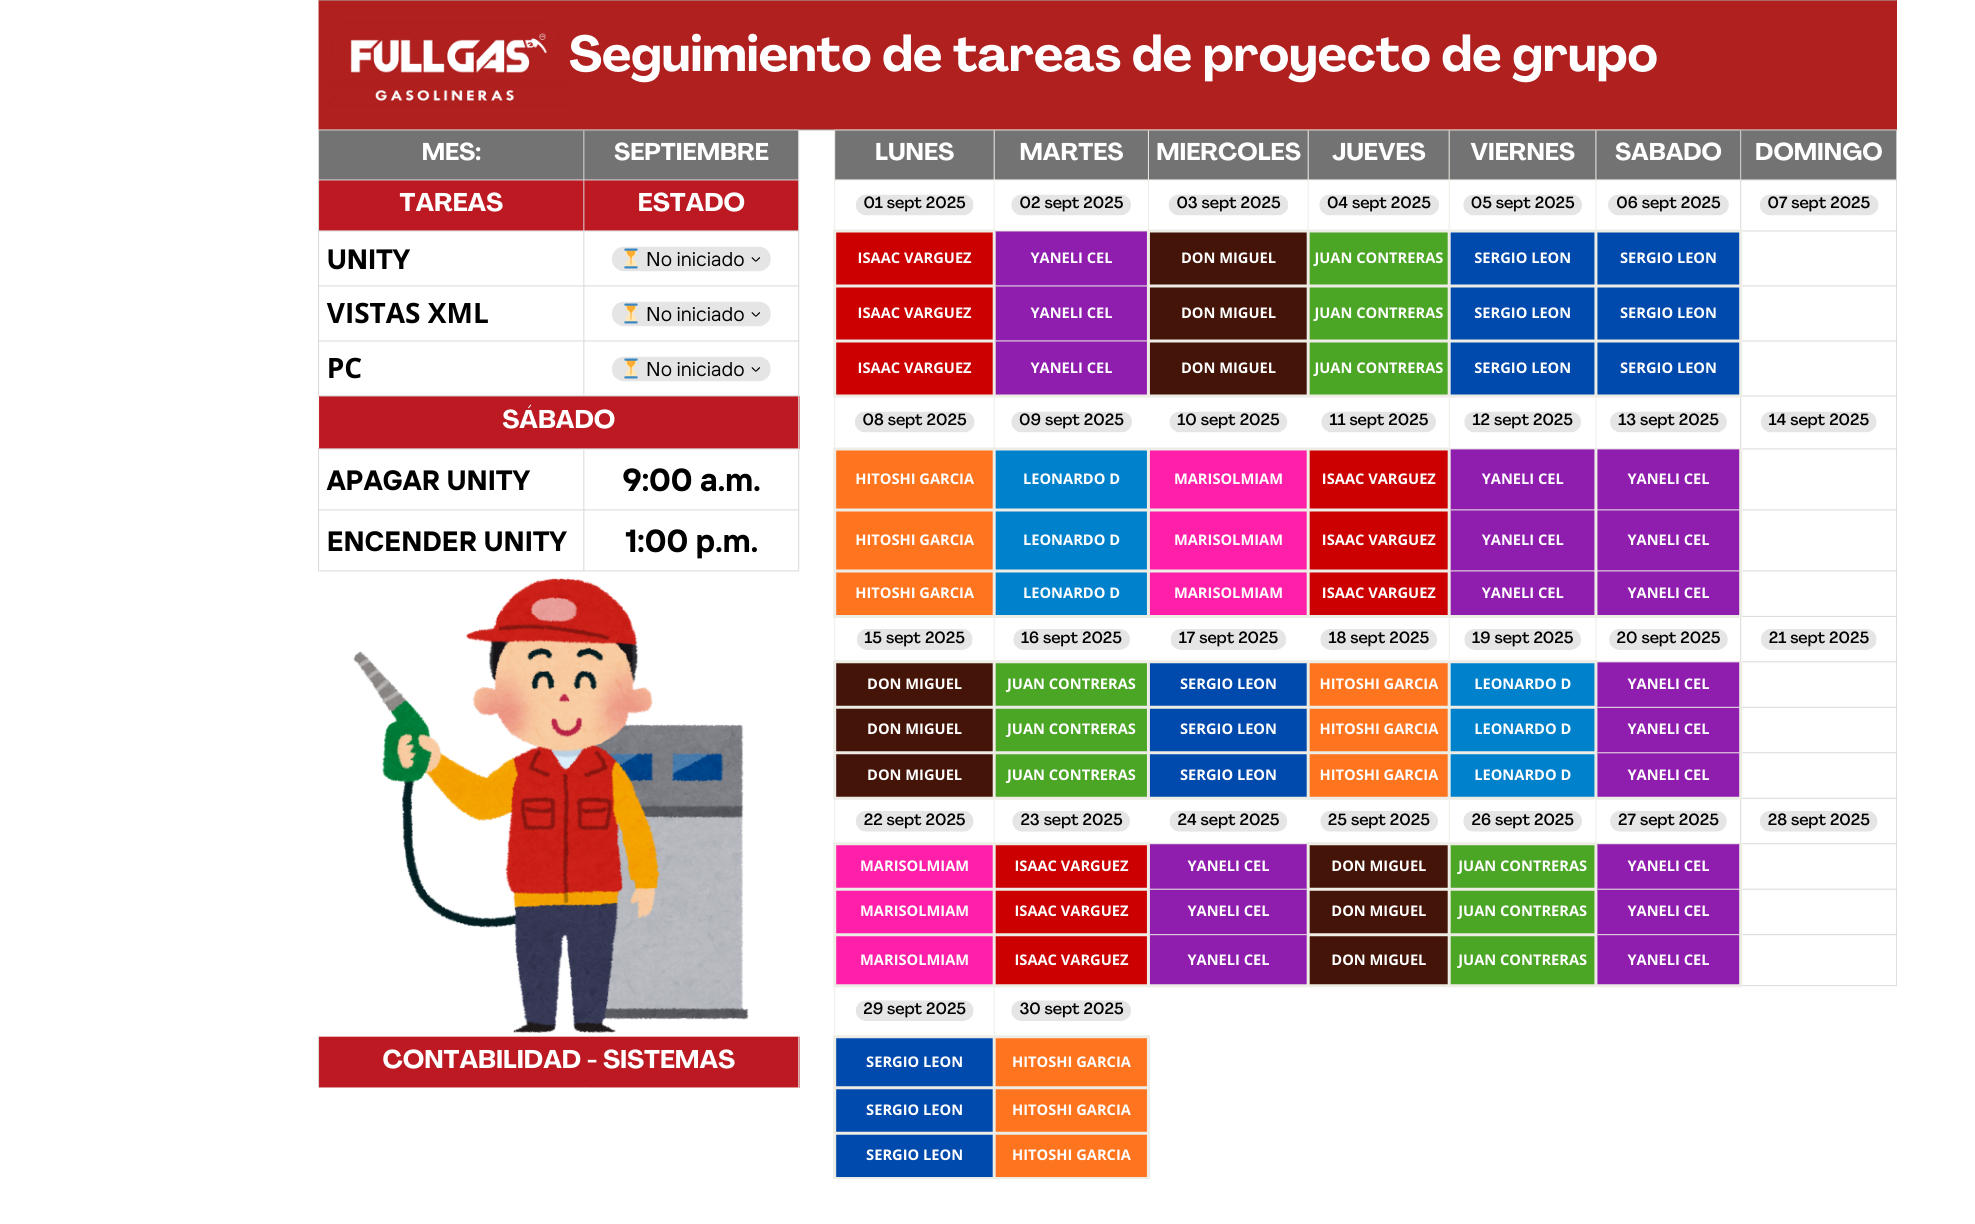 FULLGAS
GASOLINERAS
Seguimiento de tareas de proyecto de grupo
MES: SEPTIEMBRE
TAREAS ESTADO
UNITY No iniciado
VISTAS XML No iniciado
PC No iniciado
SÁBADO
APAGAR UNITY 9:00 a.m.
ENCENDER UNITY 1:00 p.m.
CONTABILIDAD - SISTEMAS
LUNES MARTES MIERCOLES JUEVES VIERNES SABADO DOMINGO
01 sept 2025 02 sept 2025 03 sept 2025 04 sept 2025 05 sept 2025 06 sept 2025 07 sept 2025
ISAAC VARGUEZ YANELI CEL DON MIGUEL JUAN CONTRERAS SERGIO LEON SERGIO LEON
ISAAC VARGUEZ YANELI CEL DON MIGUEL JUAN CONTRERAS SERGIO LEON SERGIO LEON
ISAAC VARGUEZ YANELI CEL DON MIGUEL JUAN CONTRERAS SERGIO LEON SERGIO LEON
08 sept 2025 09 sept 2025 10 sept 2025 11 sept 2025 12 sept 2025 13 sept 2025 14 sept 2025
HITOSHI GARCIA LEONARDO D MARISOLMIAM ISAAC VARGUEZ YANELI CEL YANELI CEL
HITOSHI GARCIA LEONARDO D MARISOLMIAM ISAAC VARGUEZ YANELI CEL YANELI CEL
HITOSHI GARCIA LEONARDO D MARISOLMIAM ISAAC VARGUEZ YANELI CEL YANELI CEL
15 sept 2025 16 sept 2025 17 sept 2025 18 sept 2025 19 sept 2025 20 sept 2025 21 sept 2025
DON MIGUEL JUAN CONTRERAS SERGIO LEON HITOSHI GARCIA LEONARDO D YANELI CEL
DON MIGUEL JUAN CONTRERAS SERGIO LEON HITOSHI GARCIA LEONARDO D YANELI CEL
DON MIGUEL JUAN CONTRERAS SERGIO LEON HITOSHI GARCIA LEONARDO D YANELI CEL
22 sept 2025 23 sept 2025 24 sept 2025 25 sept 2025 26 sept 2025 27 sept 2025 28 sept 2025
MARISOLMIAM ISAAC VARGUEZ YANELI CEL DON MIGUEL JUAN CONTRERAS YANELI CEL
MARISOLMIAM ISAAC VARGUEZ YANELI CEL DON MIGUEL JUAN CONTRERAS YANELI CEL
MARISOLMIAM ISAAC VARGUEZ YANELI CEL DON MIGUEL JUAN CONTRERAS YANELI CEL
29 sept 2025 30 sept 2025
SERGIO LEON HITOSHI GARCIA
SERGIO LEON HITOSHI GARCIA
SERGIO LEON HITOSHI GARCIA